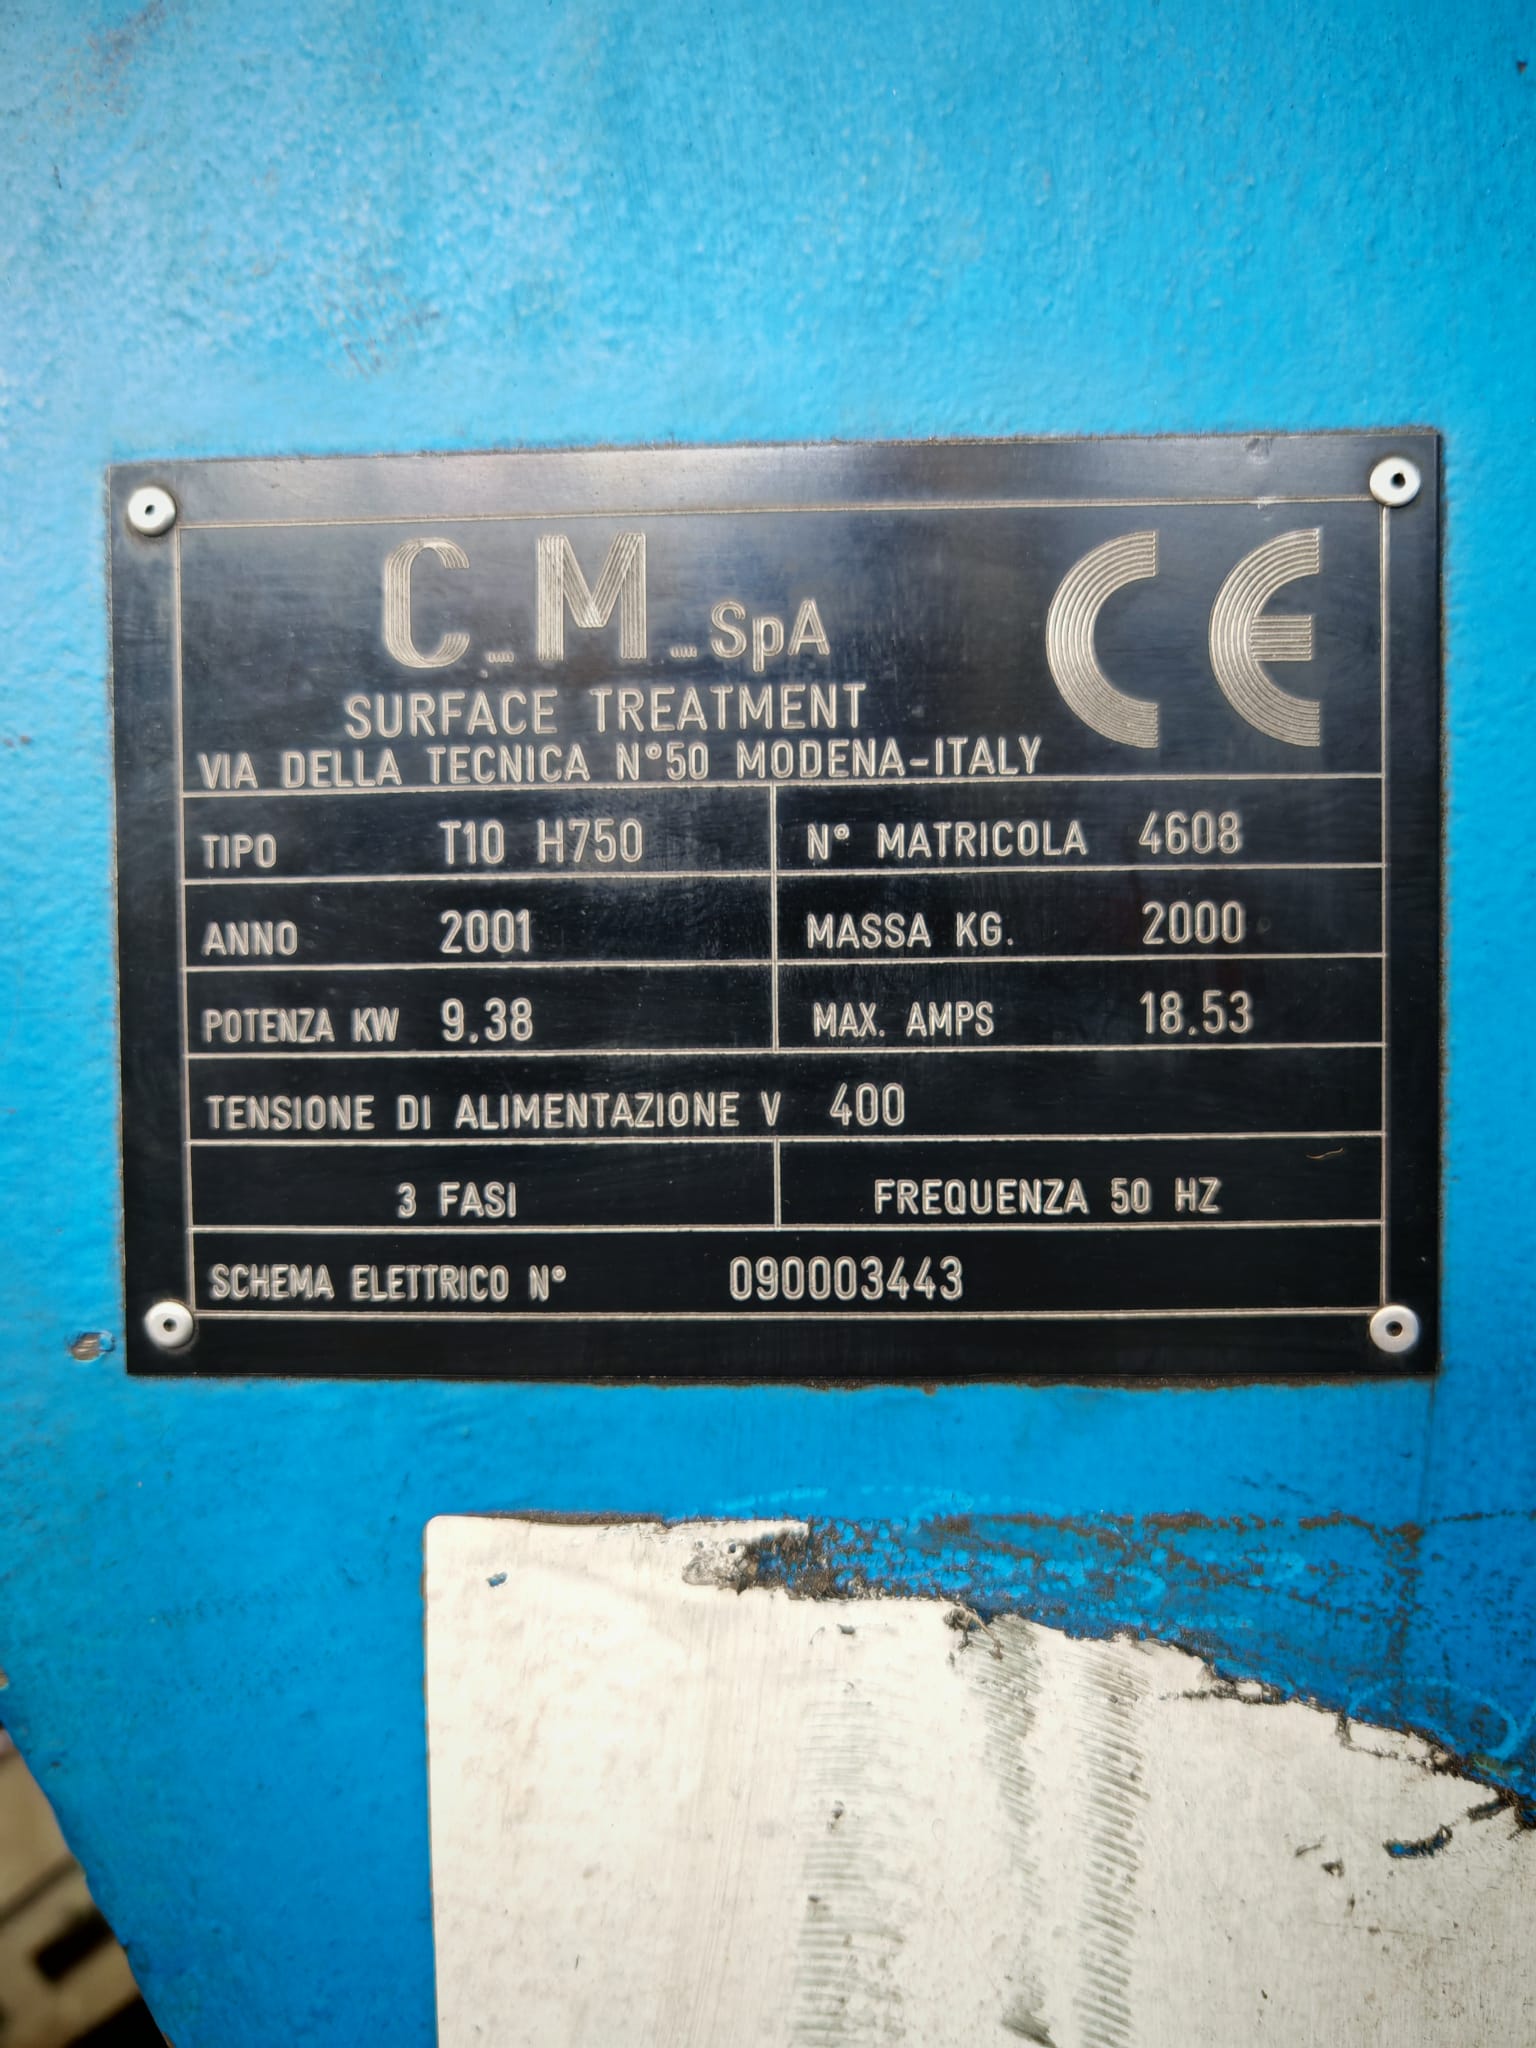 C.M. SpA
CE
SURFACE TREATMENT
VIA DELLA TECNICA N°50 MODENA-ITALY
TIPO T10 H750 N° MATRICOLA 4608
ANNO 2001 MASSA KG. 2000
POTENZA KW 9.38 MAX. AMPS 18.53
TENSIONE DI ALIMENTAZIONE V 400
3 FASI FREQUENZA 50 HZ
SCHEMA ELETTRICO N° 090003443